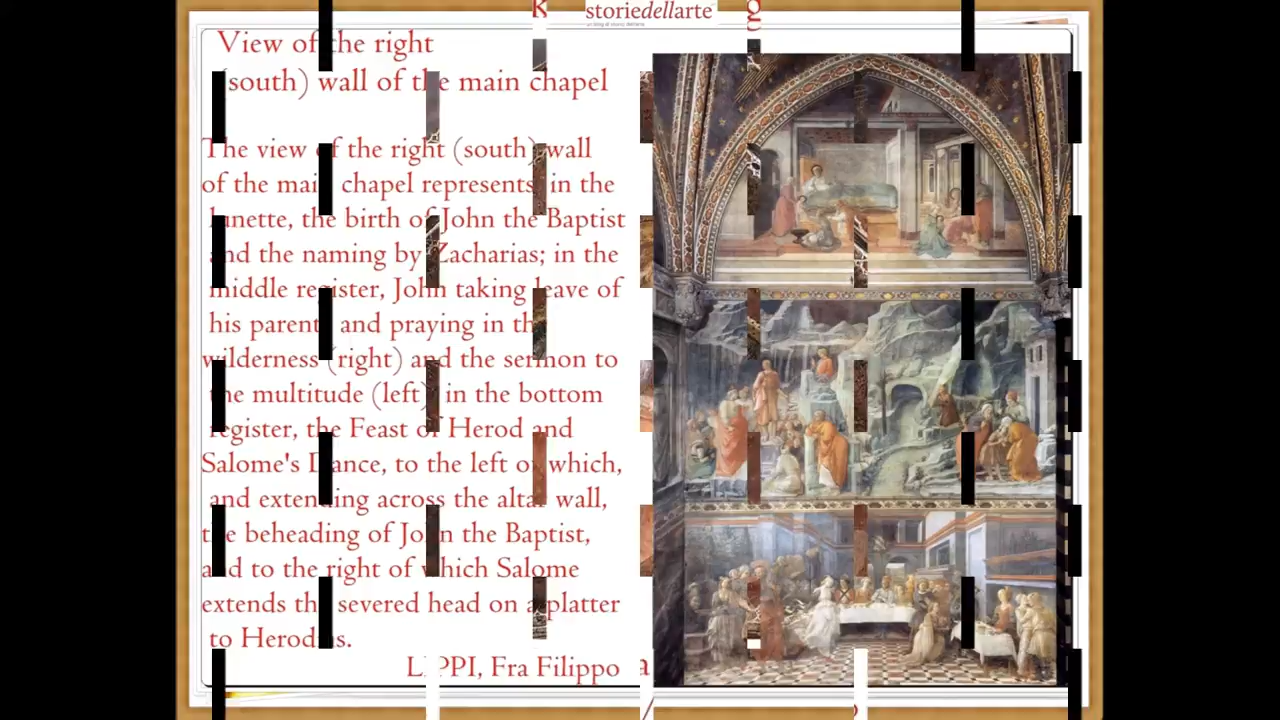 storiedellarte
View of the right
(south) wall of the main chapel
The view of the right (south) wall
of the main chapel represents, in the
lunette, the birth of John the Baptist
and the naming by Zacharias; in the
middle register, John taking leave of
his parents and praying in the
wilderness (right) and the sermon to
the multitude (left); in the bottom
register, the Feast of Herod and
Salome's Dance, to the left of which,
and extending across the altar wall,
the beheading of John the Baptist,
and to the right of which Salome
extends the severed head on a platter
to Herodias.
LIPPI, Fra Filippo